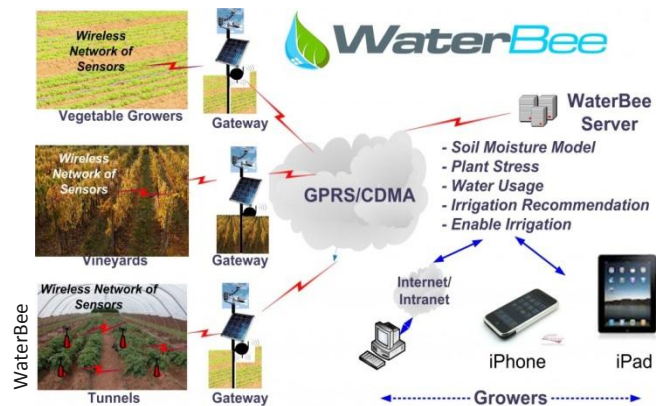 WaterBee
Wireless
Network of
Sensors
Vegetable Growers
Gateway
Wireless
Network of
Sensors
Vineyards
Gateway
Wireless Network of
Sensors
Tunnels
Gateway
WaterBee
GPRS/CDMA
WaterBee
Server
- Soil Moisture Model
- Plant Stress
- Water Usage
- Irrigation Recommendation
- Enable Irrigation
Internet/
Intranet
iPhone
iPad
Growers